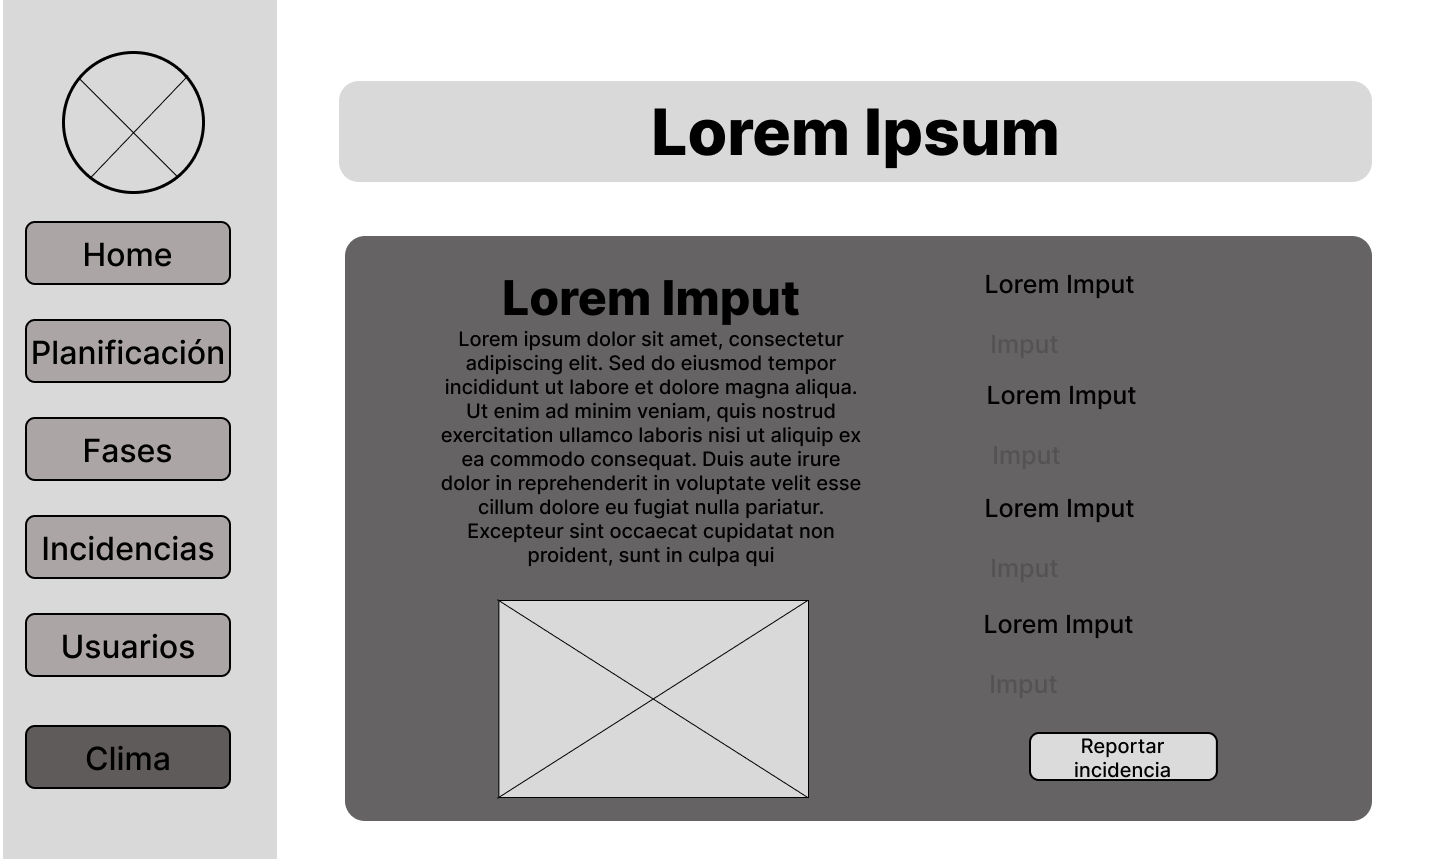 Home
Planificación
Fases
Incidencias
Usuarios
Clima
Lorem Ipsum
Lorem Imput
Lorem ipsum dolor sit amet, consectetur
adipiscing elit. Sed do eiusmod tempor
incididunt ut labore et dolore magna aliqua.
Ut enim ad minim veniam, quis nostrud
exercitation ullamco laboris nisi ut aliquip ex
ea commodo consequat. Duis aute irure
dolor in reprehenderit in voluptate velit esse
cillum dolore eu fugiat nulla pariatur.
Excepteur sint occaecat cupidatat non
proident, sunt in culpa qui
Lorem Imput
Imput
Lorem Imput
Imput
Lorem Imput
Imput
Lorem Imput
Imput
Reportar
incidencia